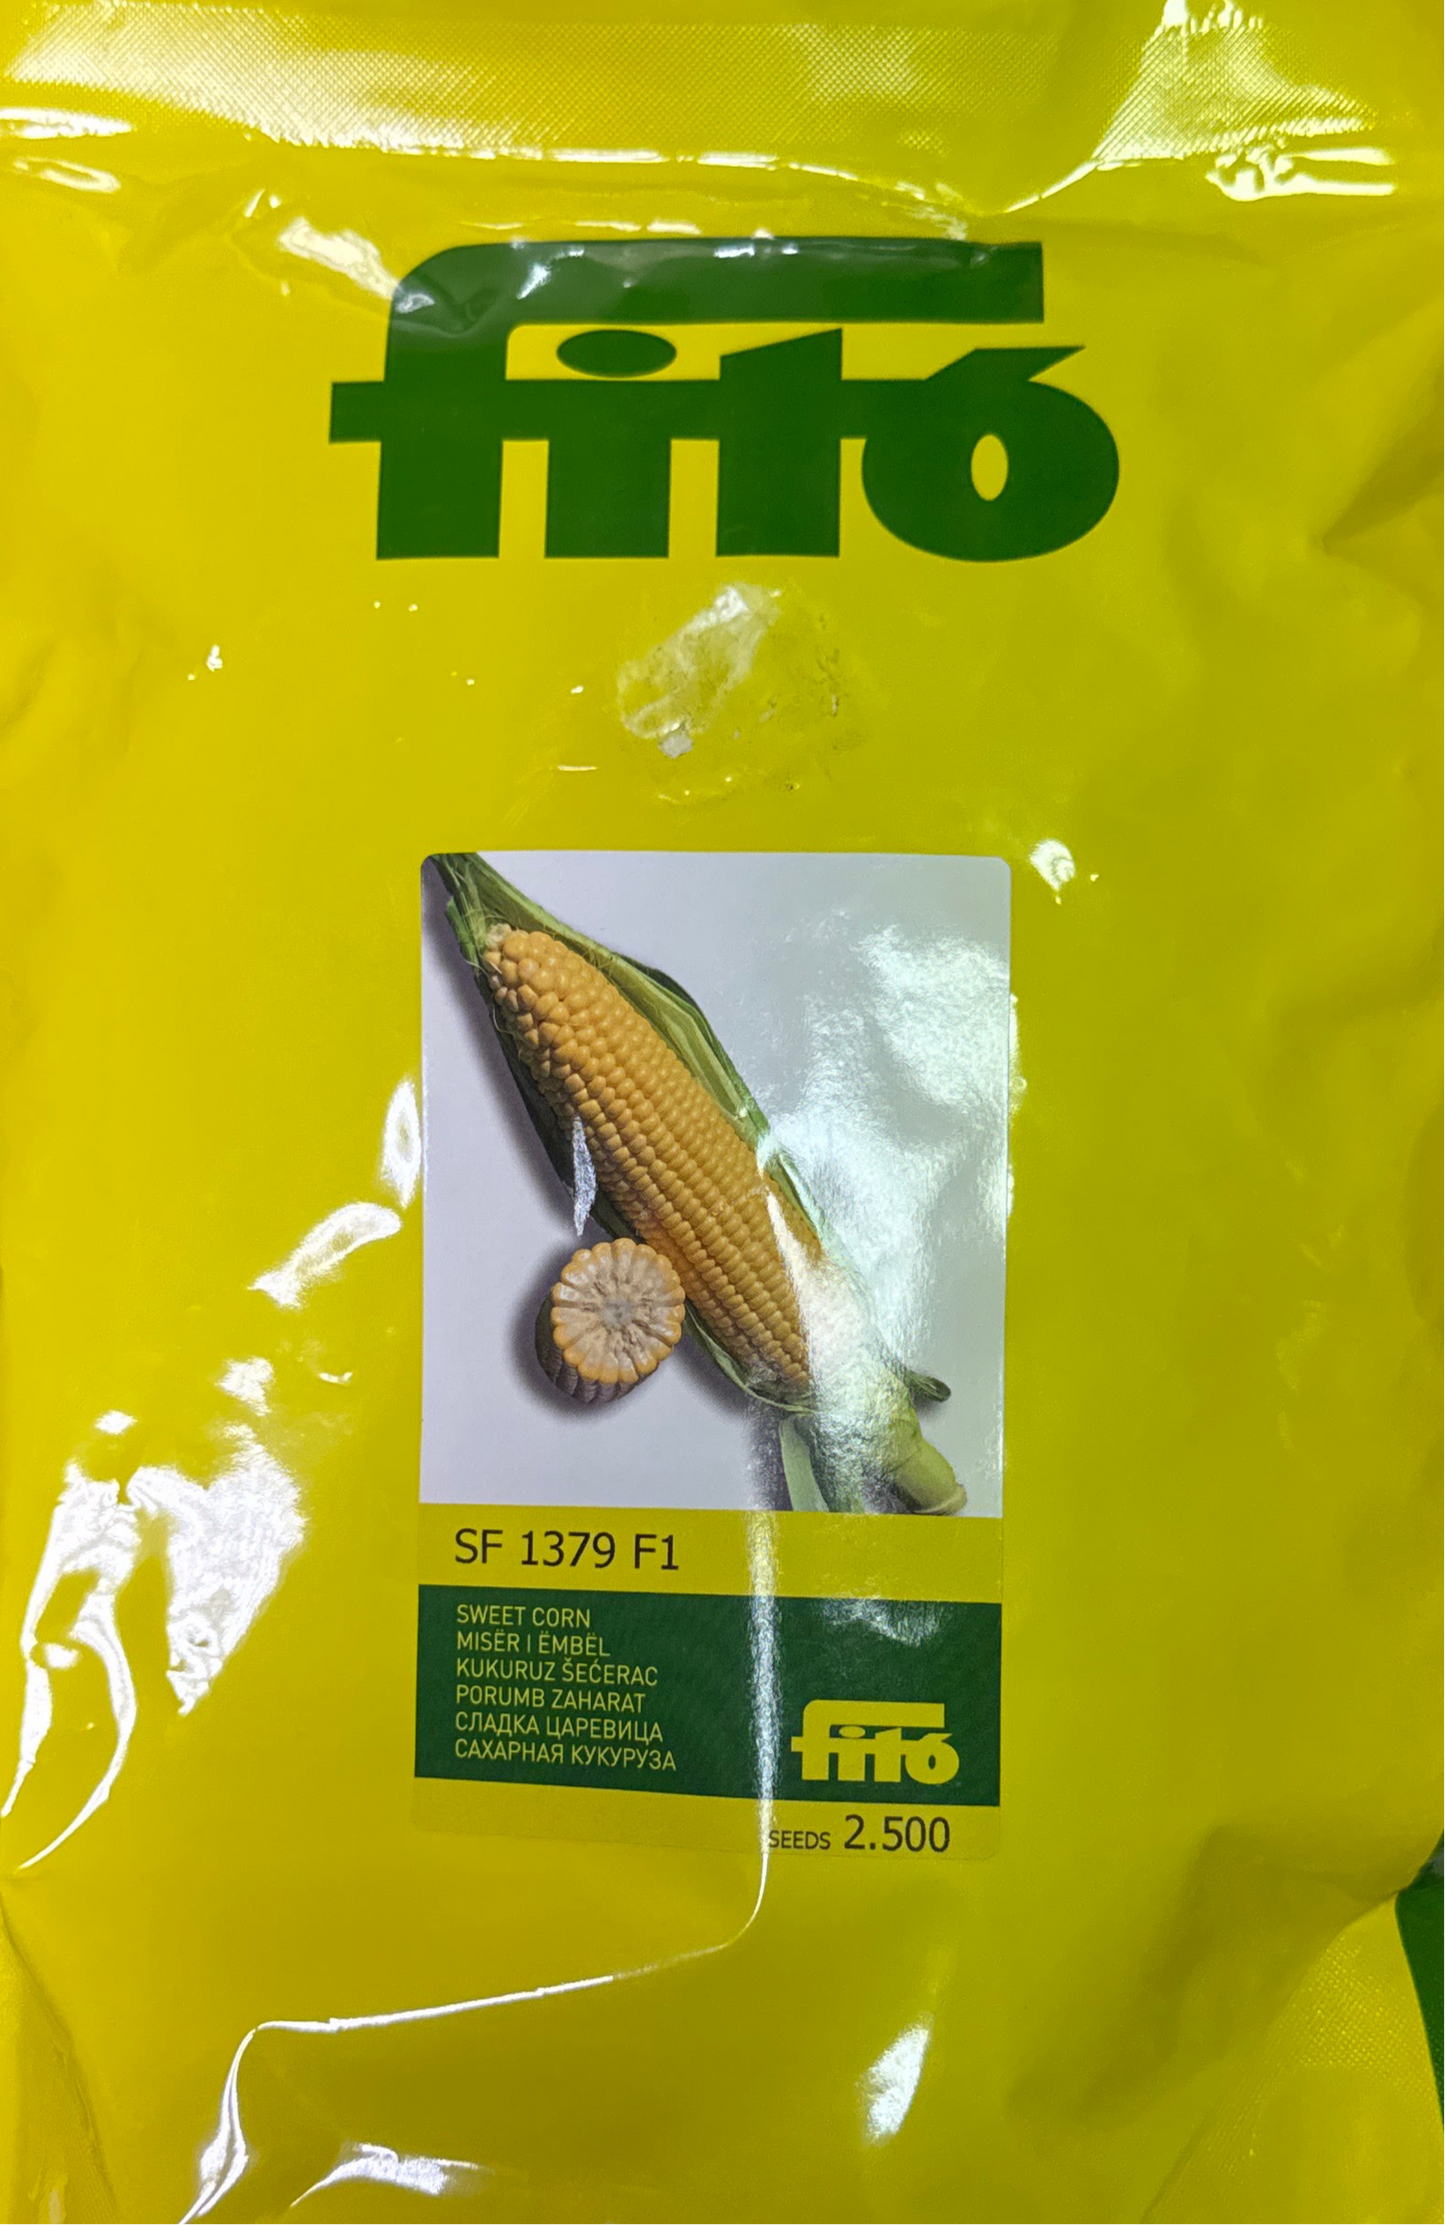 fitó
SF 1379 F1
SWEET CORN
MISËR I ËMBËL
KUKURUZ ŠEĆERAC
PORUMB ZAHARAT
СЛАДКА ЦАРЕВИЦА
САХАРНАЯ КУКУРУЗА
fitó
SEEDS 2.500